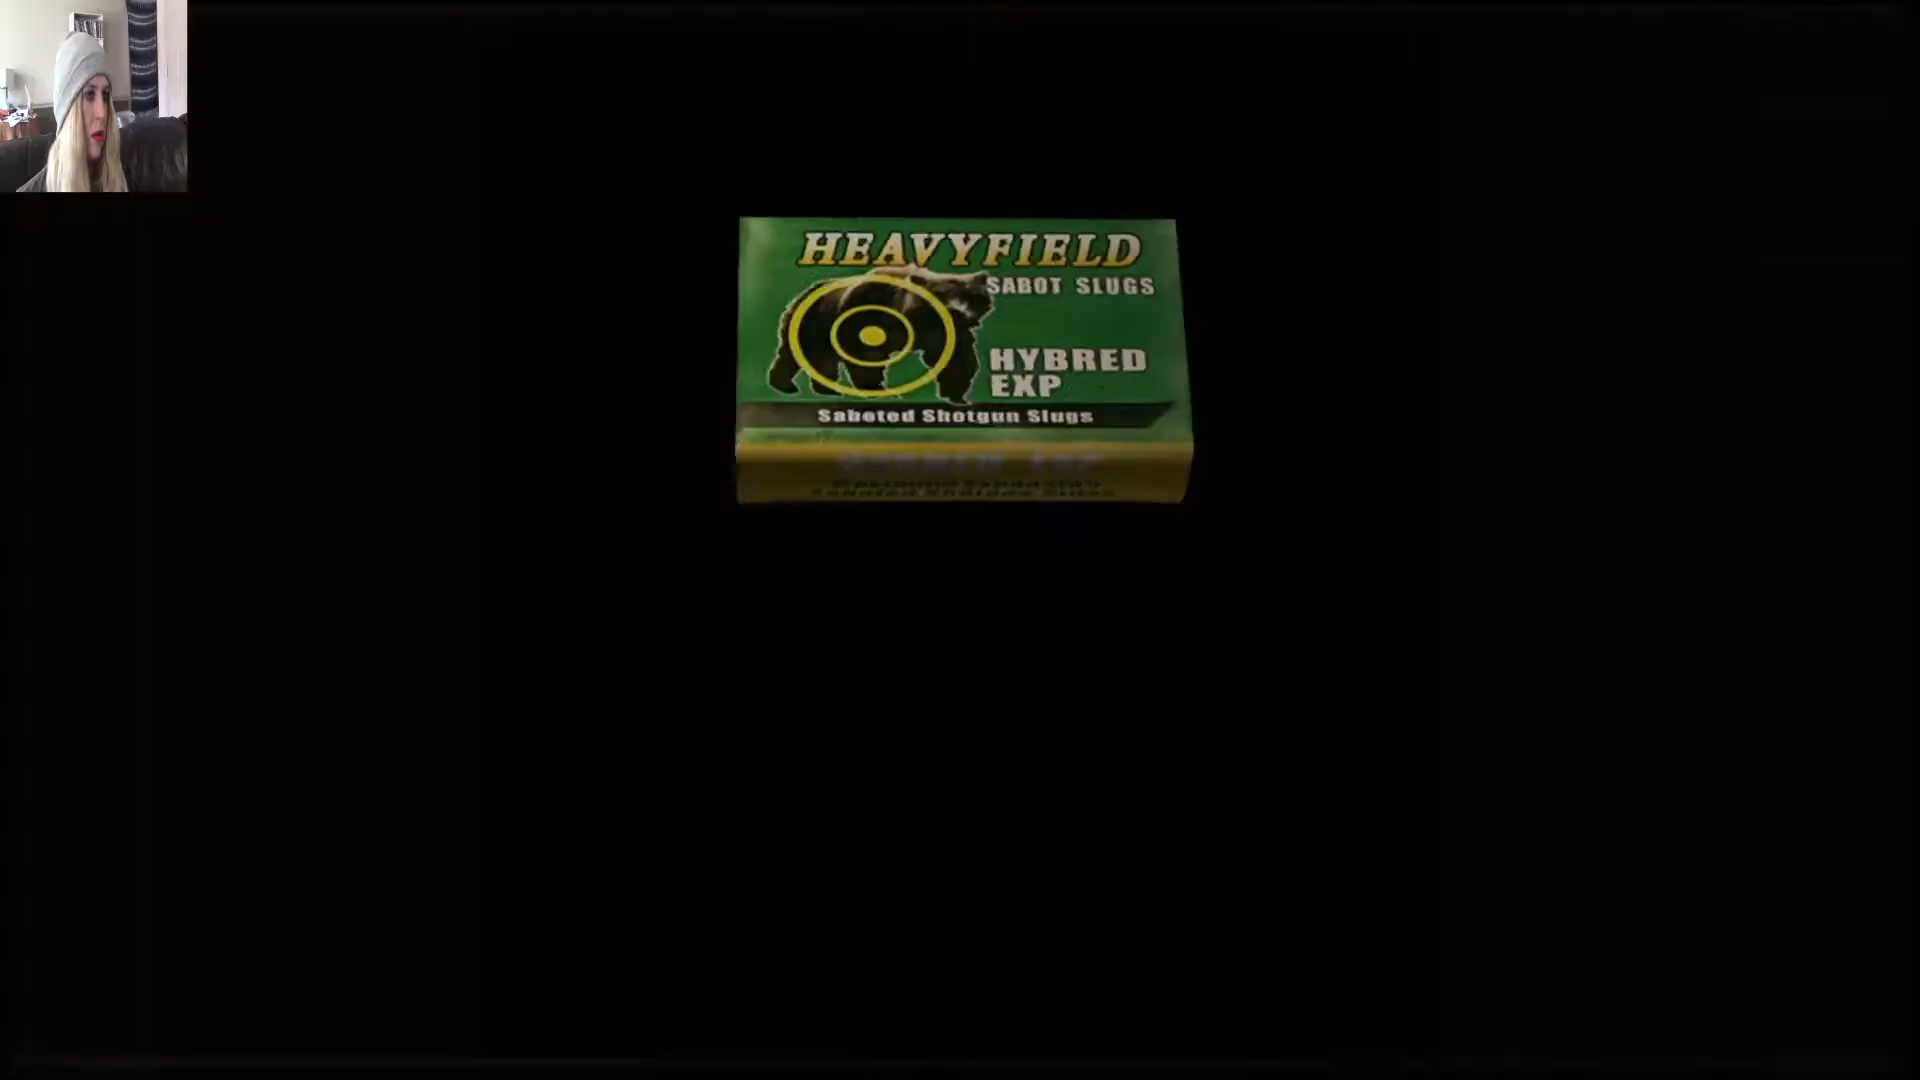 HEAVYFIELD
SABOT SLUGS
HYBRED
EXP
Saboted Shotgun Slugs